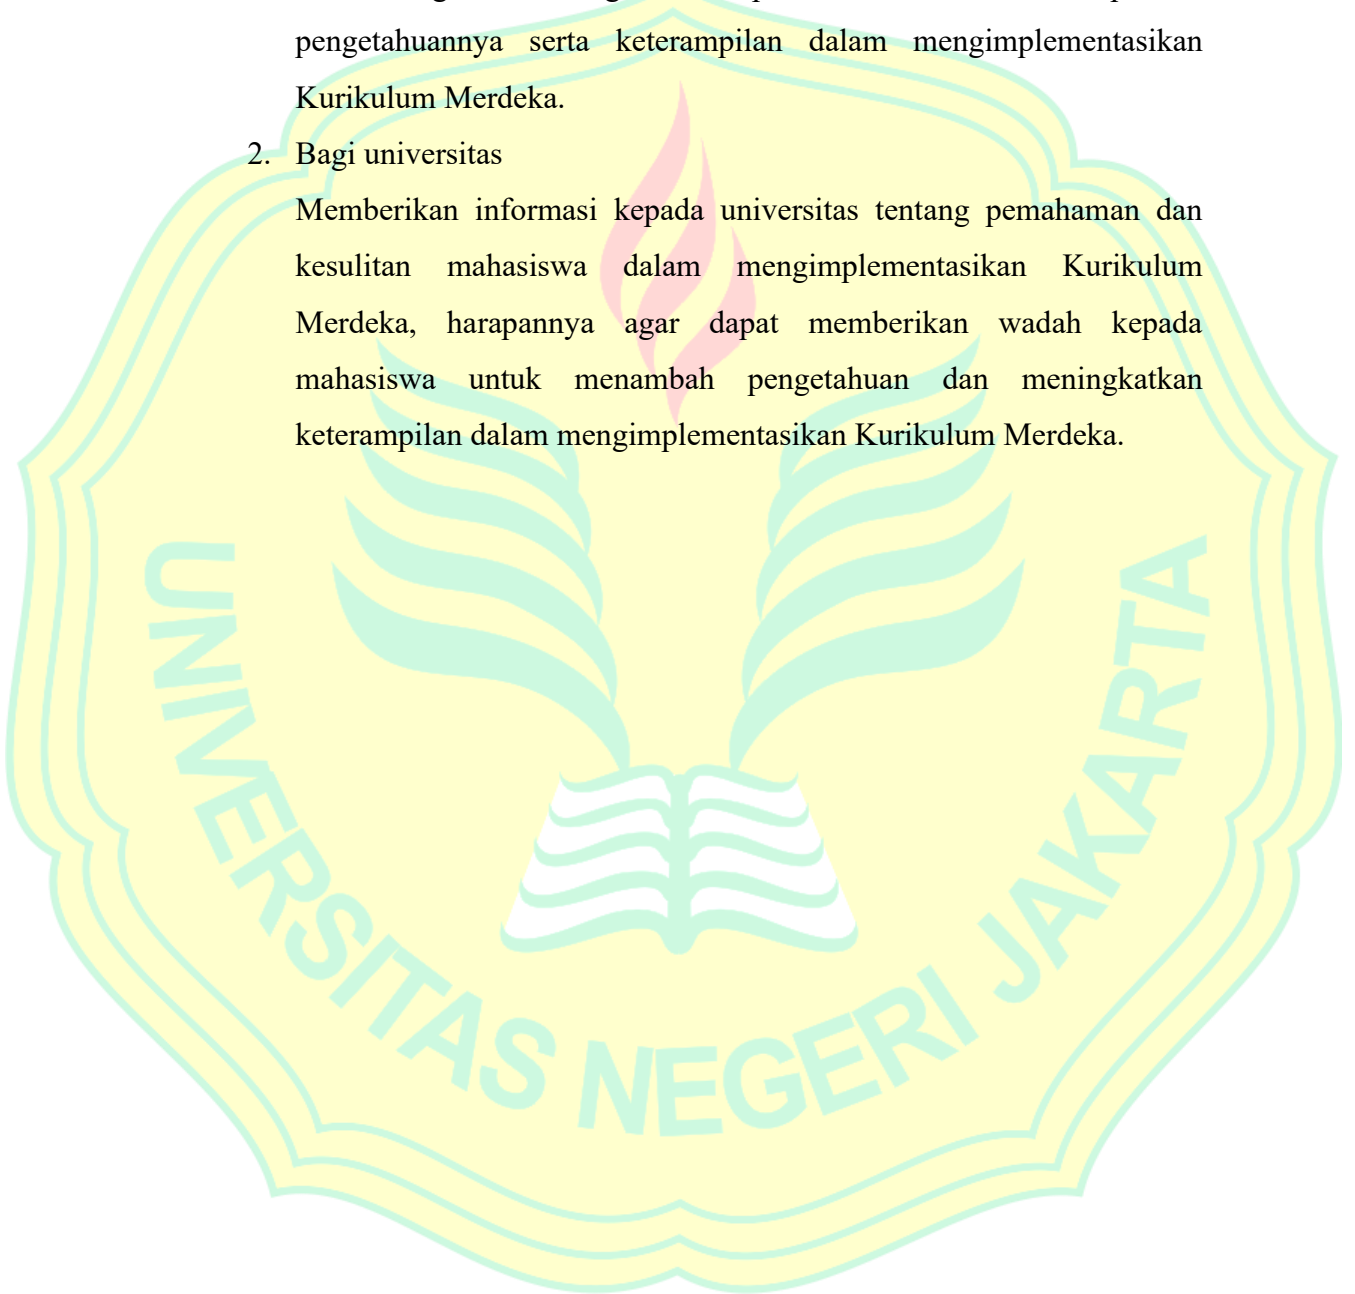 pengetahuannya serta keterampilan dalam mengimplementasikan
Kurikulum Merdeka.
2. Bagi universitas
Memberikan informasi kepada universitas tentang pemahaman dan
kesulitan mahasiswa dalam mengimplementasikan Kurikulum
Merdeka, harapannya agar dapat memberikan wadah kepada
mahasiswa untuk menambah pengetahuan dan meningkatkan
keterampilan dalam mengimplementasikan Kurikulum Merdeka.
UNIVERSITAS NEGERI JAKARTA